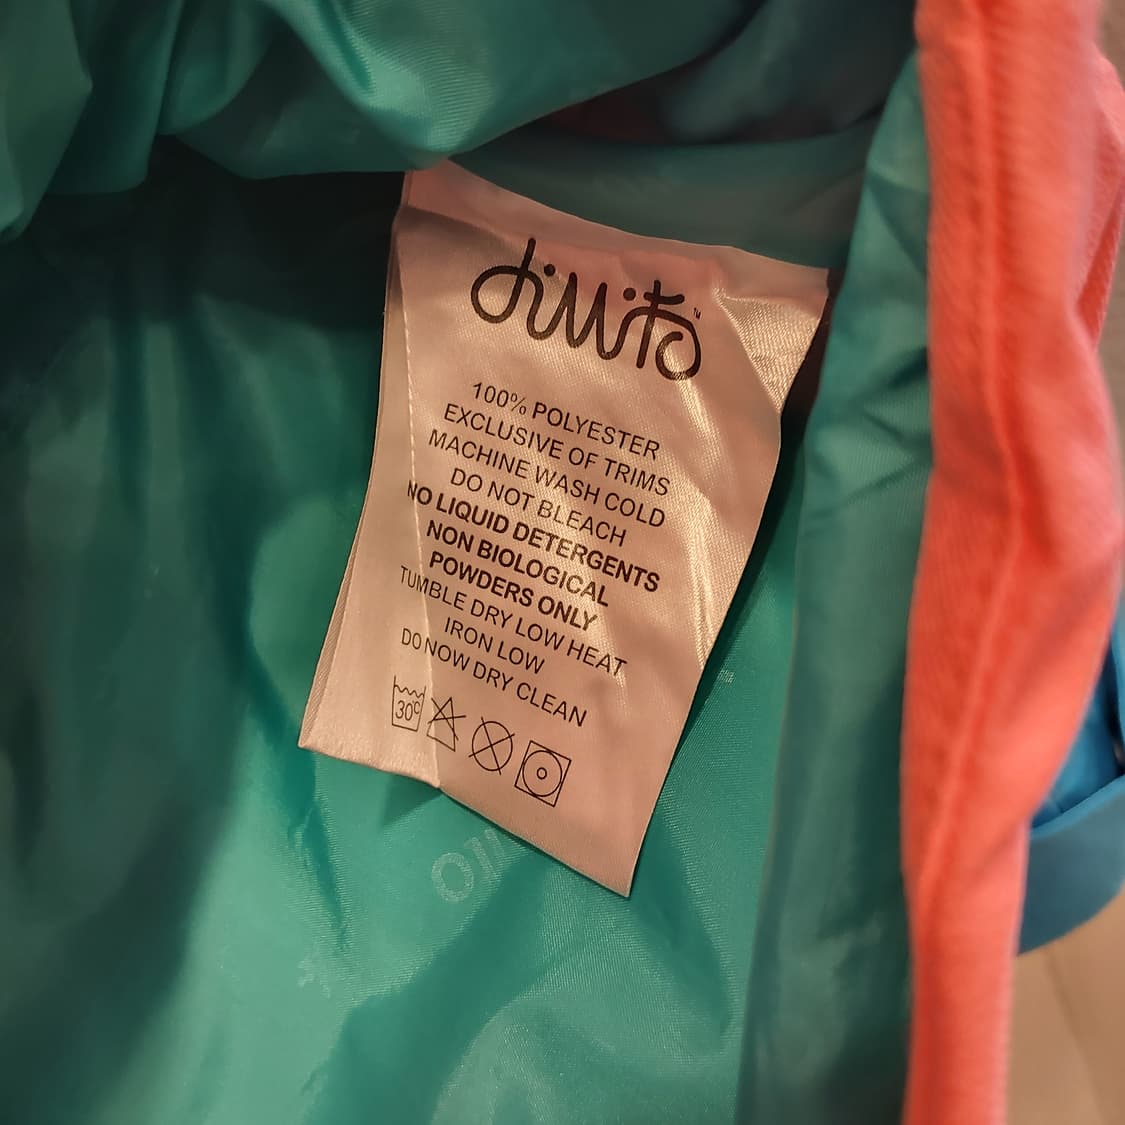 dimito
TM
100% POLYESTER
EXCLUSIVE OF TRIMS
MACHINE WASH COLD
DO NOT BLEACH
NO LIQUID DETERGENTS
NON BIOLOGICAL
POWDERS ONLY
TUMBLE DRY LOW HEAT
IRON LOW
DO NOW DRY CLEAN
30°C